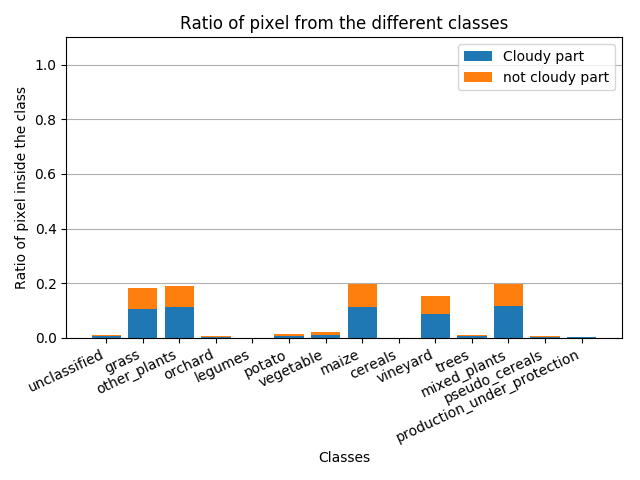 Ratio of pixel from the different classes
Cloudy part
not cloudy part
Ratio of pixel inside the class
1.0
0.8
0.6
0.4
0.2
0.0
unclassified
grass
other_plants
orchard
legumes
potato
vegetable
maize
cereals
vineyard
trees
mixed_plants
pseudo_cereals
production_under_protection
Classes